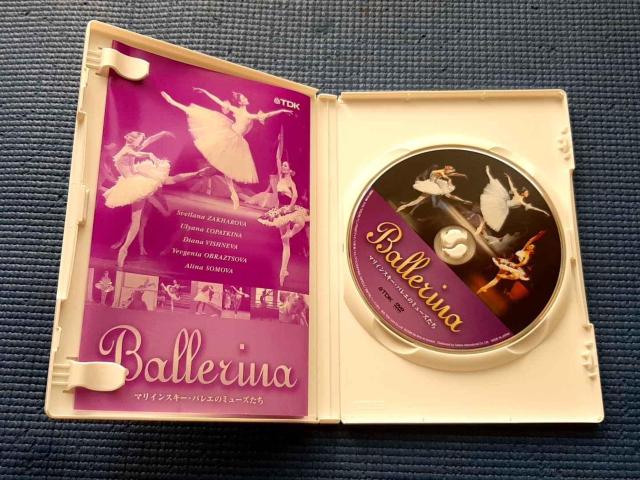 TDK
Svetlana ZAKHAROVA
Ulyana LOPATKINA
Diana VISHNEVA
Yevgenia OBRAZTSOVA
Alina SOMOVA
Ballerina
マリインスキー・バレエのミューズたち
Ballerina
マリインスキー・バレエのミューズたち
TDK DVD